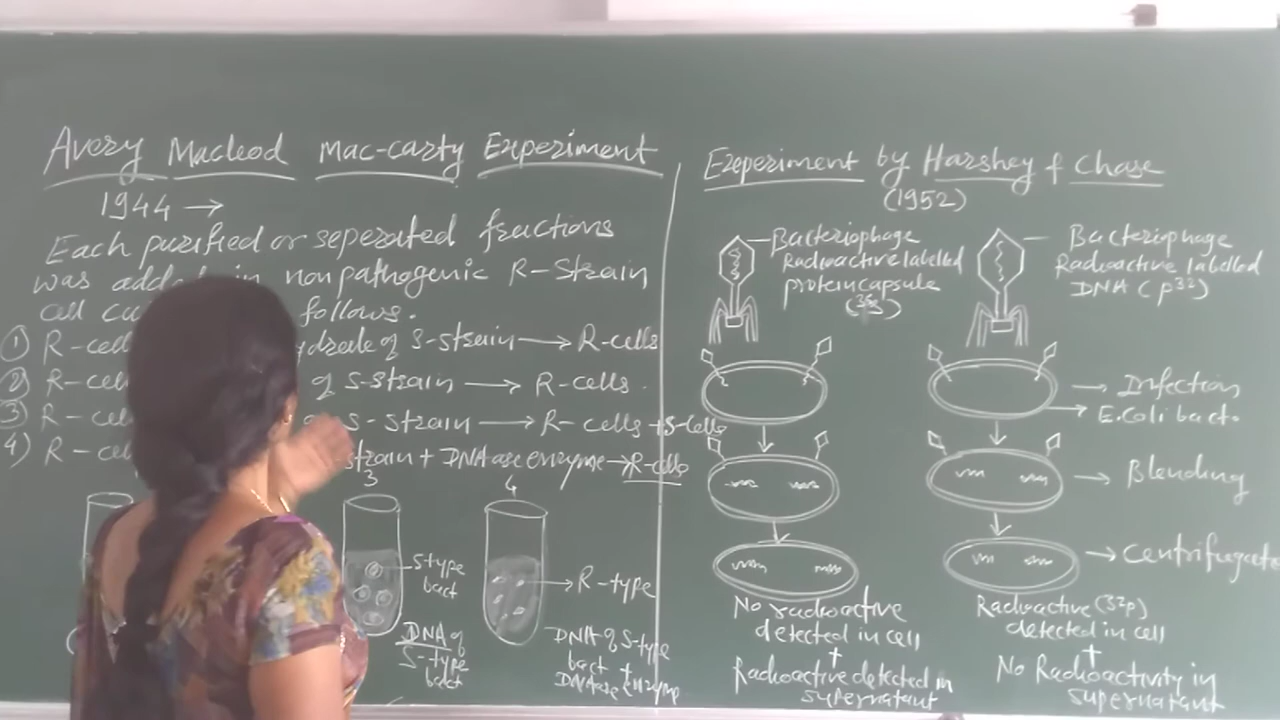 Avery Macleod Mac-carty Experiment
1944 →
Each purified or seperated fractions
was added in nonpathogenic R-Strain
cell follows.
① R-cell of S-strain → R-cells
2) R-cell of S-strain → R-cells.
3) R-cell S-strain → R-cells + S-cells
4) R-cel strain + DNAase enzyme → R-cells
3
4
S-type
bact
→ R-type
DNA of
S-type
bact
DNA of S-type
bact +
DNAase enzyme
Ezeperiment by Harshey & Chase
(1952)
Bacteriophage
Radioactive labelled
protein capsule
(35S)
Bacteriophage
Radioactive labelled
DNA (p32)
→ Infection
→ E.Coli bact.
→ Blending
→ Centrifugat
No radioactive
detected in cell
+
Radioactive detected in
supernatant
Radioactive (32p)
detected in cell
+
No Radioactivity in
supernatant